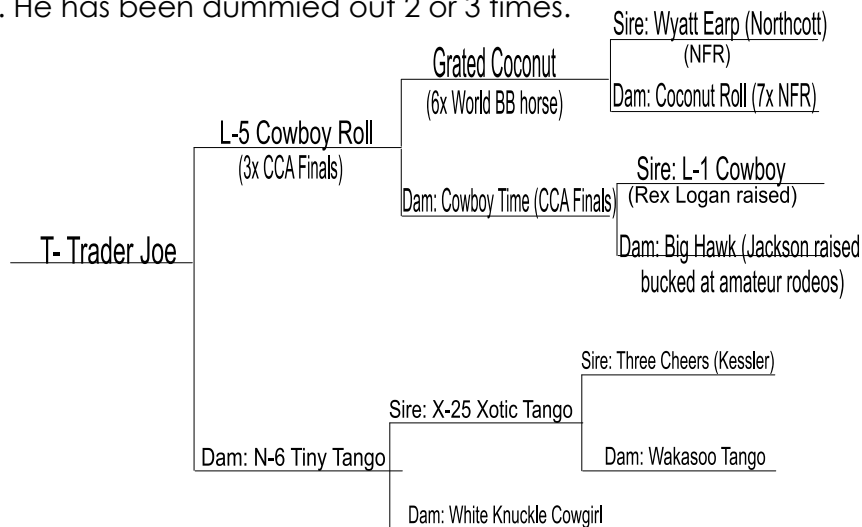 . He has been dummied out 2 or 3 times.
Sire: Wyatt Earp (Northcott)
(NFR)
Grated Coconut
(6x World BB horse)
Dam: Coconut Roll (7x NFR)
L-5 Cowboy Roll
(3x CCA Finals)
Sire: L-1 Cowboy
(Rex Logan raised)
Dam: Cowboy Time (CCA Finals)
T- Trader Joe
Dam: Big Hawk (Jackson raised
bucked at amateur rodeos)
Sire: Three Cheers (Kessler)
Sire: X-25 Xotic Tango
Dam: N-6 Tiny Tango
Dam: Wakasoo Tango
Dam: White Knuckle Cowgirl